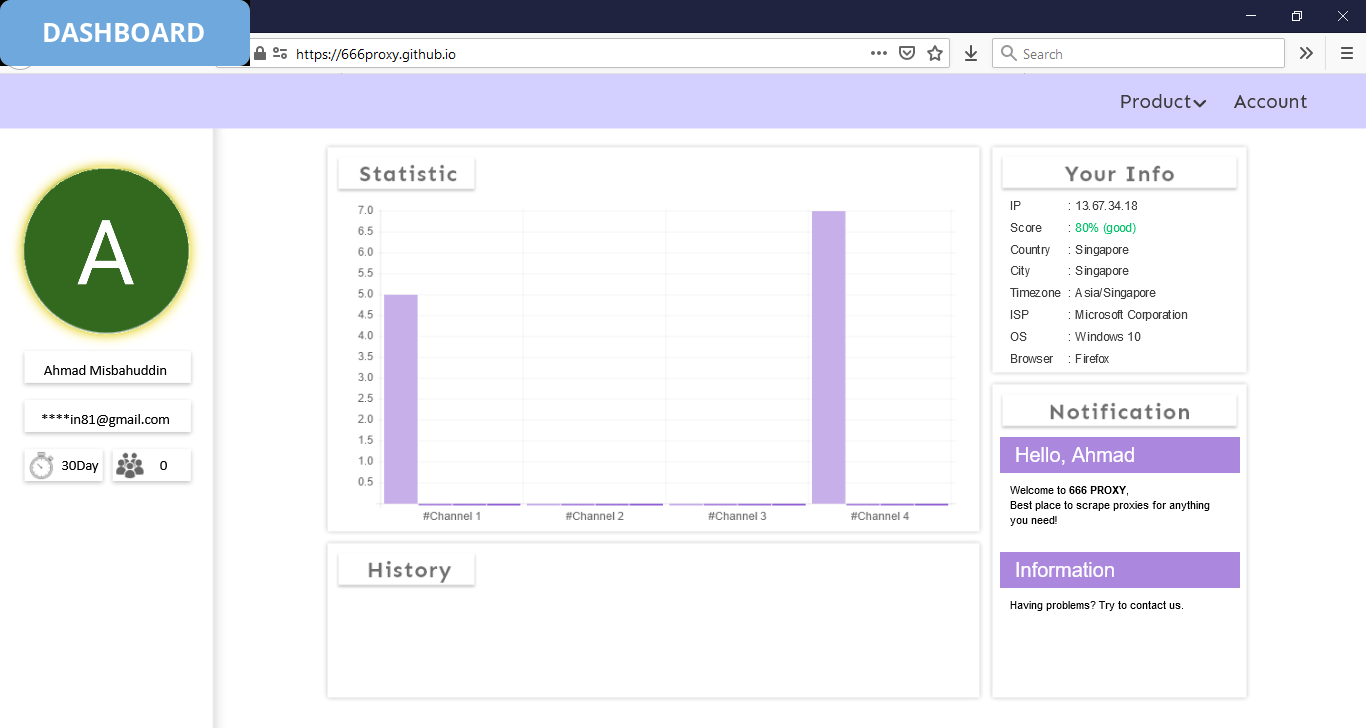 DASHBOARD
https://666proxy.github.io
Search
Product
Account
A
Ahmad Misbahuddin
****in81@gmail.com
30Day
0
Statistic
7.0
6.5
6.0
5.5
5.0
4.5
4.0
3.5
3.0
2.5
2.0
1.5
1.0
0.5
#Channel 1
#Channel 2
#Channel 3
#Channel 4
History
Your Info
IP : 13.67.34.18
Score : 80% (good)
Country : Singapore
City : Singapore
Timezone : Asia/Singapore
ISP : Microsoft Corporation
OS : Windows 10
Browser : Firefox
Notification
Hello, Ahmad
Welcome to 666 PROXY,
Best place to scrape proxies for anything
you need!
Information
Having problems? Try to contact us.